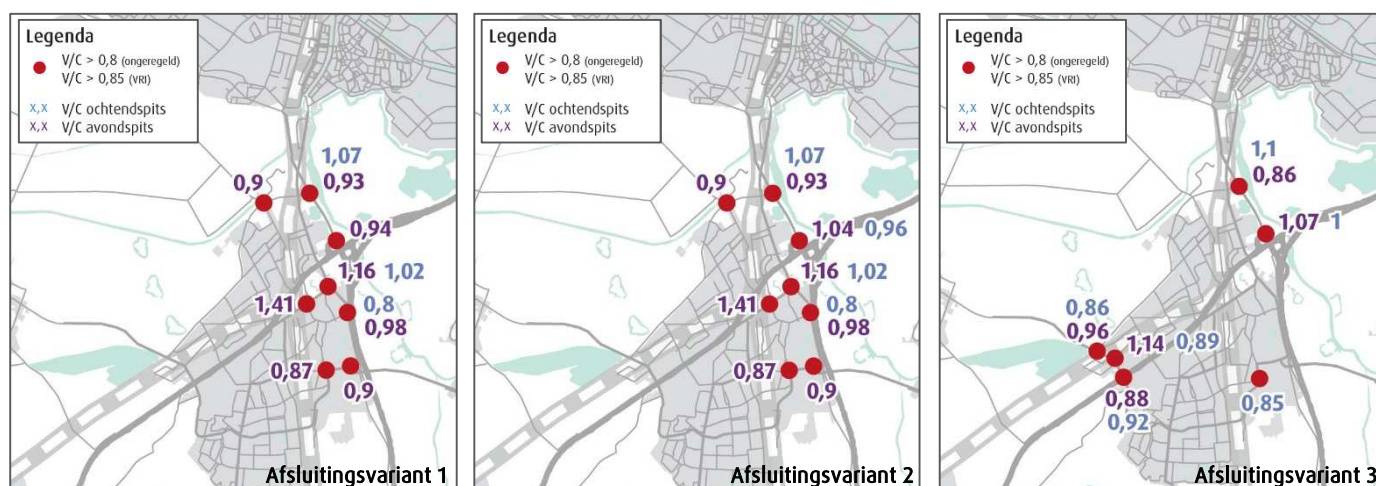 Legenda
V/C > 0,8 (ongeregeld)
V/C > 0,85 (VRI)
x,x V/C ochtendspits
x,x V/C avondspits
1,07
0,9
0,93
0,94
1,16 1,02
1,41
0,8
0,98
0,87
0,9
Afsluitingsvariant 1
Legenda
V/C > 0,8 (ongeregeld)
V/C > 0,85 (VRI)
x,x V/C ochtendspits
x,x V/C avondspits
1,07
0,9
0,93
1,04 0,96
1,16 1,02
1,41
0,8
0,98
0,87
0,9
Afsluitingsvariant 2
Legenda
V/C > 0,8 (ongeregeld)
V/C > 0,85 (VRI)
x,x V/C ochtendspits
x,x V/C avondspits
1,1
0,86
1,07 1
0,86
0,96
1,14 0,89
0,88
0,92
0,85
Afsluitingsvariant 3